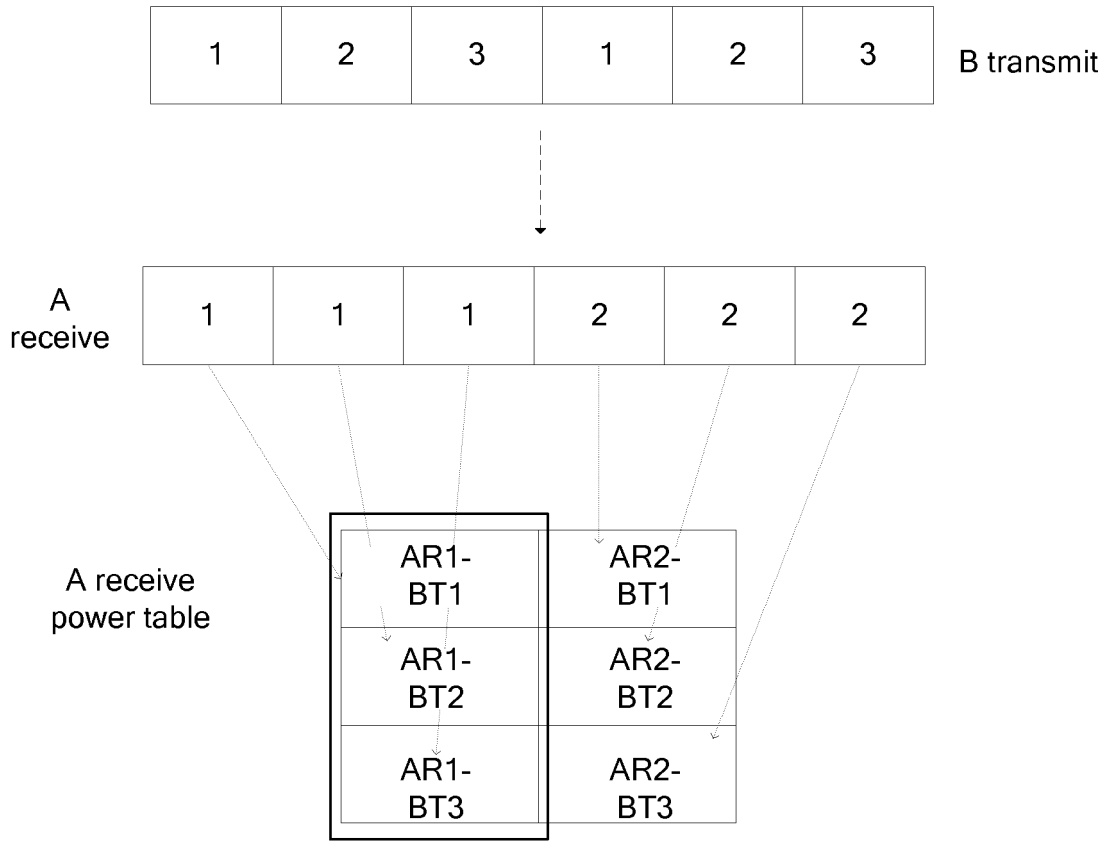 1 2 3 1 2 3
B transmit
A
receive
1 1 1 2 2 2
A receive
power table
AR1-
BT1
AR2-
BT1
AR1-
BT2
AR2-
BT2
AR1-
BT3
AR2-
BT3